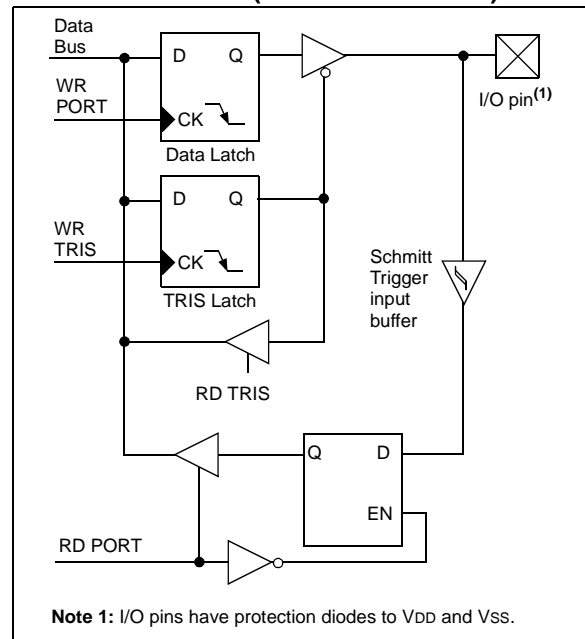 Data
Bus
D Q
WR
PORT
CK
Data Latch
I/O pin(1)
D Q
WR
TRIS
CK
TRIS Latch
Schmitt
Trigger
input
buffer
RD TRIS
Q D
EN
RD PORT
Note 1: I/O pins have protection diodes to VDD and VSS.